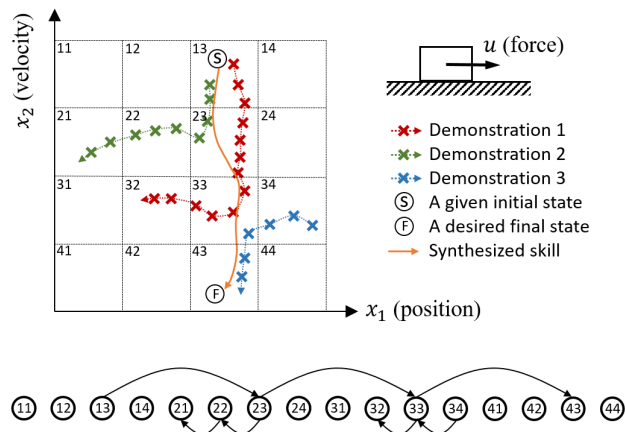 x₂ (velocity)
11 12 13 14
S
21 22 23 24
31 32 33 34
41 42 43 44
F
x₁ (position)
u (force)
Demonstration 1
Demonstration 2
Demonstration 3
S A given initial state
F A desired final state
Synthesized skill
11 12 13 14 21 22 23 24 31 32 33 34 41 42 43 44